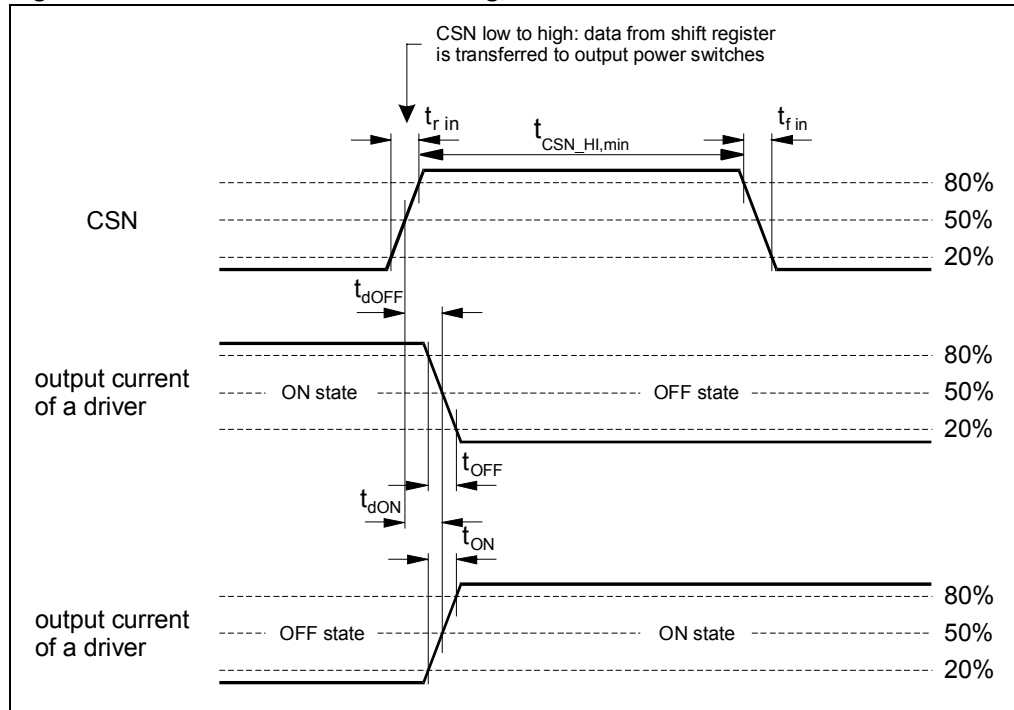 CSN low to high: data from shift register
is transferred to output power switches
t_r in
t_CSN_HI,min
t_f in
CSN
80%
50%
20%
t_dOFF
output current
of a driver
ON state
OFF state
80%
50%
20%
t_OFF
t_dON
t_ON
output current
of a driver
OFF state
ON state
80%
50%
20%